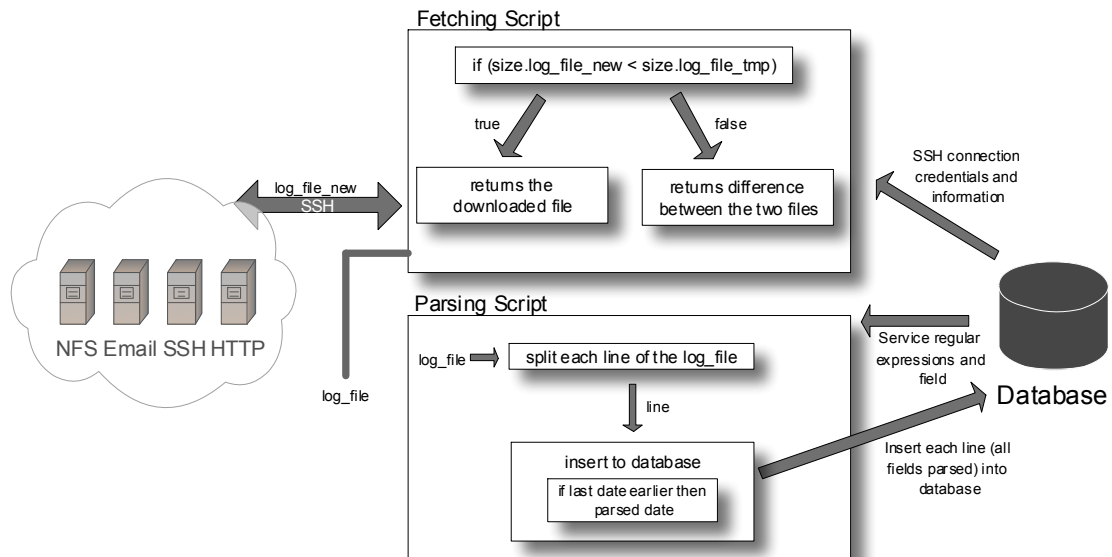 Fetching Script
if (size.log_file_new < size.log_file_tmp)
true
false
returns the
downloaded file
returns difference
between the two files
log_file_new
SSH
SSH connection
credentials and
information
NFS Email SSH HTTP
log_file
Parsing Script
log_file
split each line of the log_file
line
insert to database
if last date earlier then
parsed date
Service regular
expressions and
field
Database
Insert each line (all
fields parsed) into
database